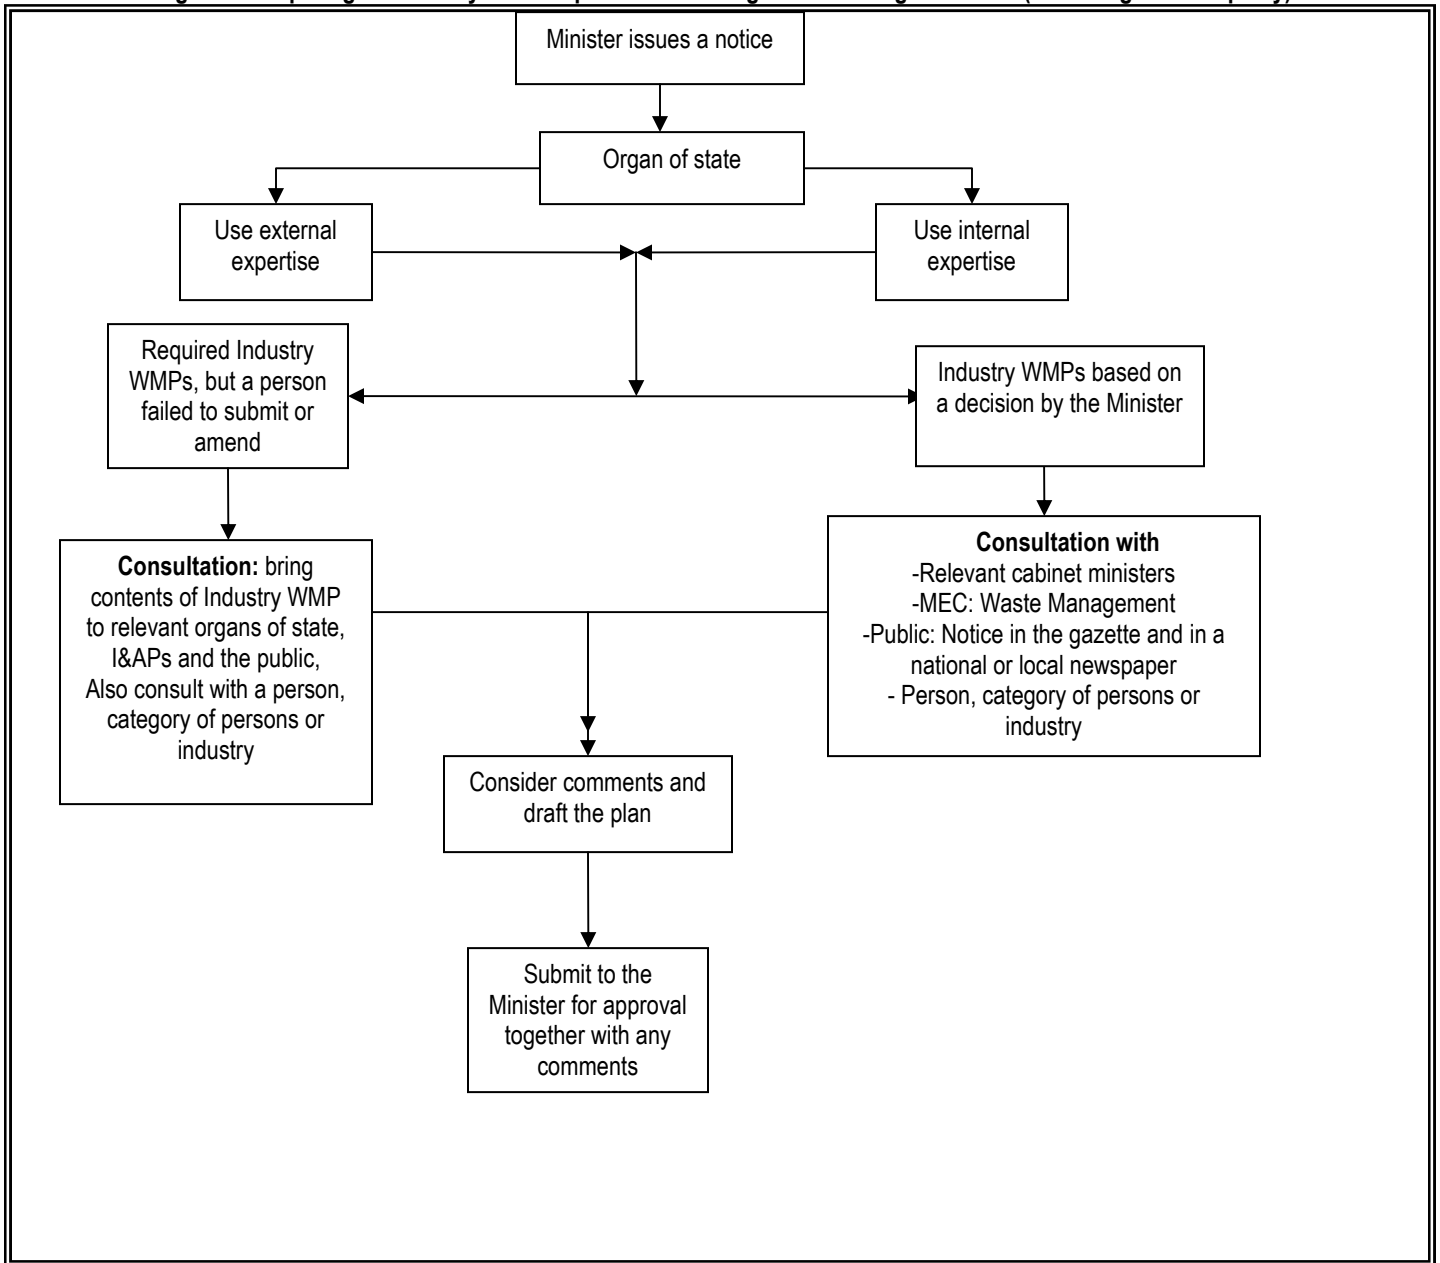 Minister issues a notice
Organ of state
Use external
expertise
Use internal
expertise
Required Industry
WMPs, but a person
failed to submit or
amend
Industry WMPs based on
a decision by the Minister
Consultation: bring
contents of Industry WMP
to relevant organs of state,
I&APs and the public,
Also consult with a person,
category of persons or
industry
Consultation with
-Relevant cabinet ministers
-MEC: Waste Management
-Public: Notice in the gazette and in a
national or local newspaper
- Person, category of persons or
industry
Consider comments and
draft the plan
Submit to the
Minister for approval
together with any
comments